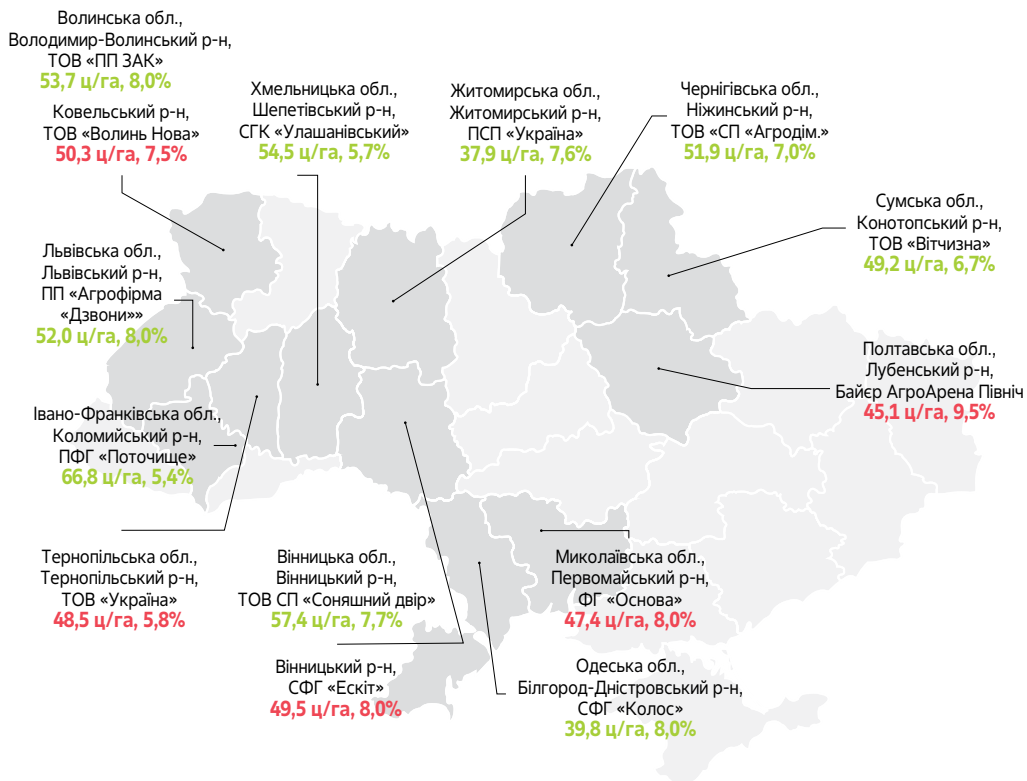 Волинська обл.,
Володимир-Волинський р-н,
ТОВ «ПП ЗАК»
53,7 ц/га, 8,0%
Ковельський р-н,
ТОВ «Волинь Нова»
50,3 ц/га, 7,5%
Хмельницька обл.,
Шепетівський р-н,
СГК «Улашанівський»
54,5 ц/га, 5,7%
Житомирська обл.,
Житомирський р-н,
ПСП «Україна»
37,9 ц/га, 7,6%
Чернігівська обл.,
Ніжинський р-н,
ТОВ «СП «Агродім.»
51,9 ц/га, 7,0%
Сумська обл.,
Конотопський р-н,
ТОВ «Вітчизна»
49,2 ц/га, 6,7%
Львівська обл.,
Львівський р-н,
ПП «Агрофірма
«Дзвони»»
52,0 ц/га, 8,0%
Полтавська обл.,
Лубенський р-н,
Байєр АгроАрена Північ
45,1 ц/га, 9,5%
Івано-Франківська обл.,
Коломийський р-н,
ПФГ «Поточище»
66,8 ц/га, 5,4%
Тернопільська обл.,
Тернопільський р-н,
ТОВ «Україна»
48,5 ц/га, 5,8%
Вінницька обл.,
Вінницький р-н,
ТОВ СП «Соняшний двір»
57,4 ц/га, 7,7%
Вінницький р-н,
СФГ «Ескіт»
49,5 ц/га, 8,0%
Миколаївська обл.,
Первомайський р-н,
ФГ «Основа»
47,4 ц/га, 8,0%
Одеська обл.,
Білгород-Дністровський р-н,
СФГ «Колос»
39,8 ц/га, 8,0%